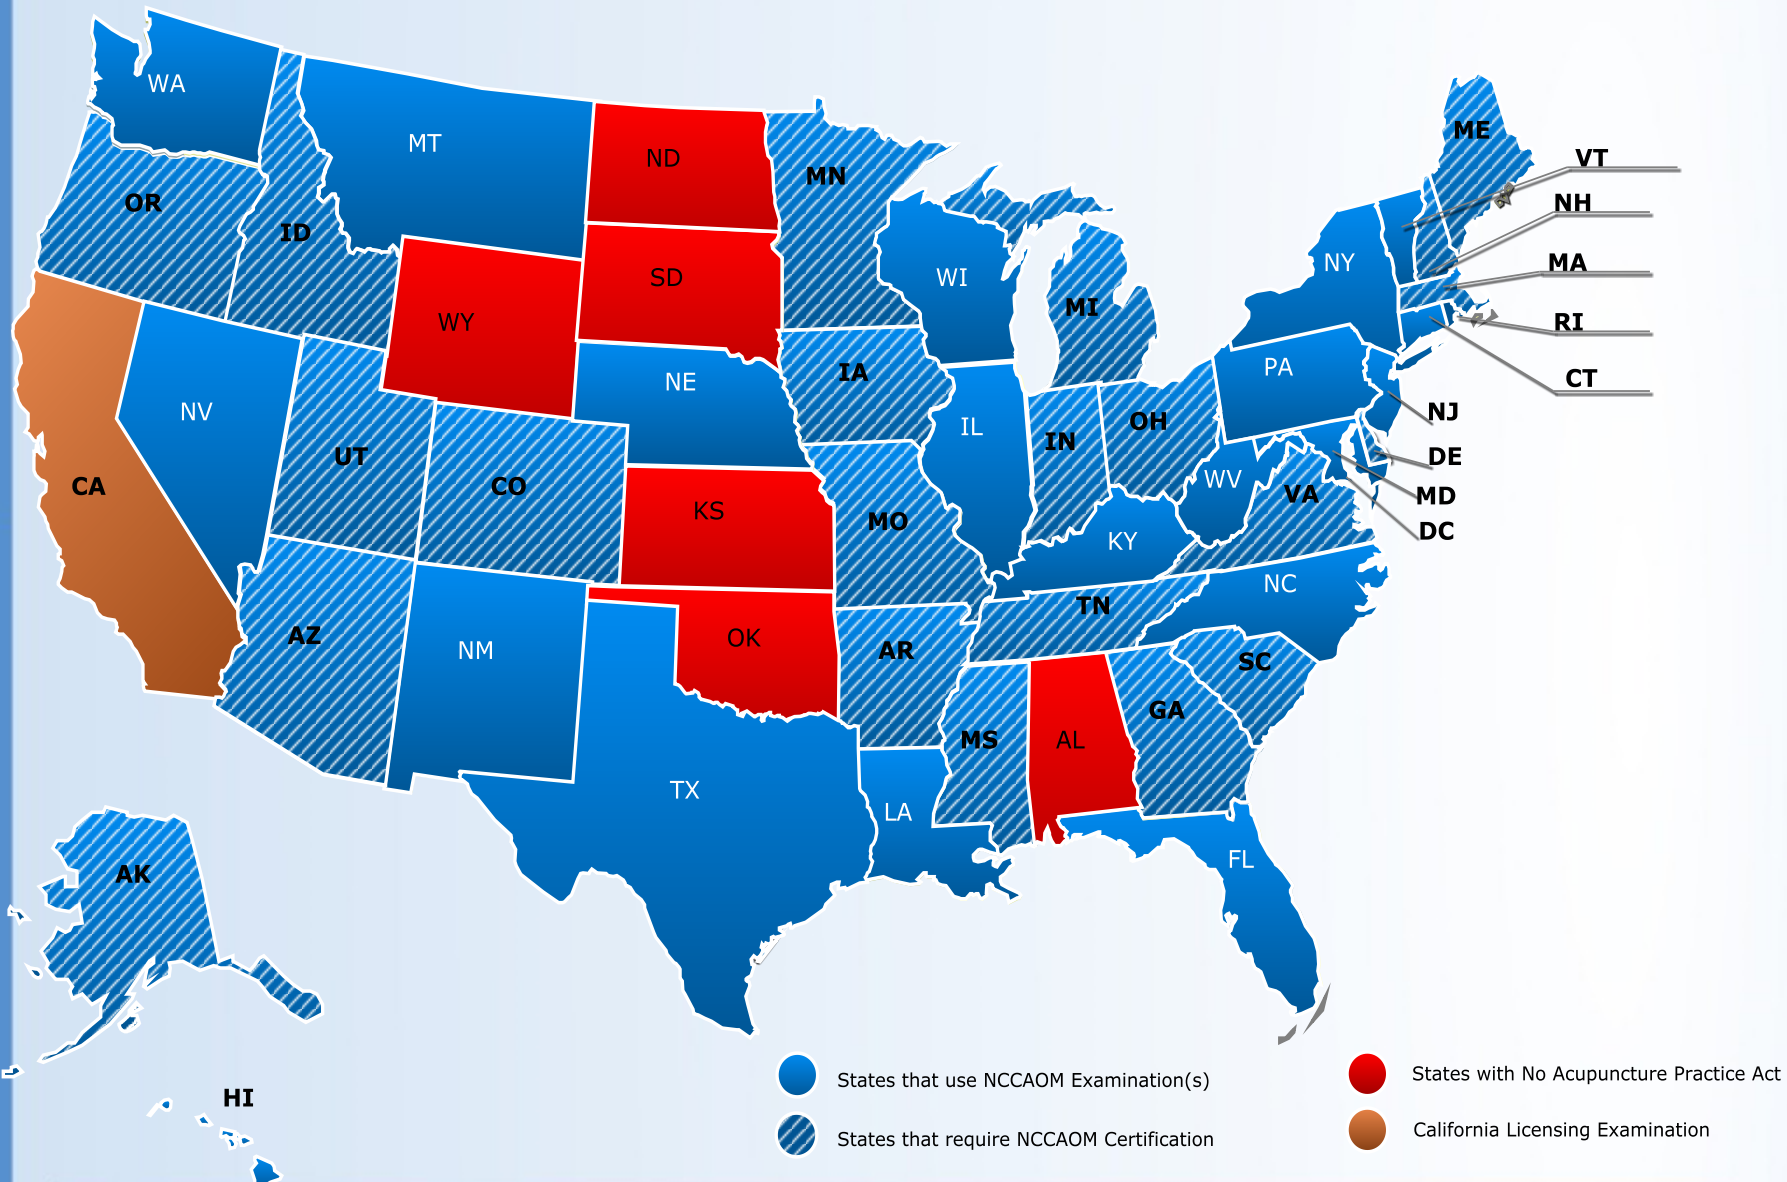 WA
MT
ND
MN
ME
VT
OR
ID
NH
SD
WI
NY
MA
WY
MI
RI
NE
IA
PA
CT
NV
IL
IN
OH
NJ
UT
CO
WV
DE
CA
KS
MO
VA
MD
KY
DC
NC
TN
AZ
NM
OK
AR
SC
GA
MS
AL
TX
LA
FL
AK
HI
States that use NCCAOM Examination(s)
States that require NCCAOM Certification
States with No Acupuncture Practice Act
California Licensing Examination